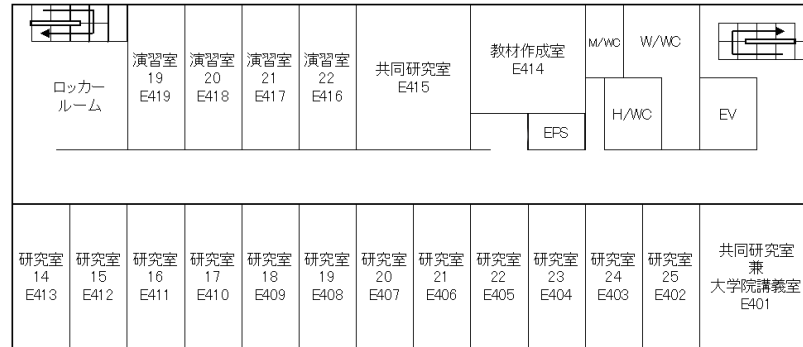 ロッカー
ルーム
演習室
19
E419
演習室
20
E418
演習室
21
E417
演習室
22
E416
共同研究室
E415
教材作成室
E414
EPS
M/WC
W/WC
H/WC
EV
研究室
14
E413
研究室
15
E412
研究室
16
E411
研究室
17
E410
研究室
18
E409
研究室
19
E408
研究室
20
E407
研究室
21
E406
研究室
22
E405
研究室
23
E404
研究室
24
E403
研究室
25
E402
共同研究室
兼
大学院講義室
E401